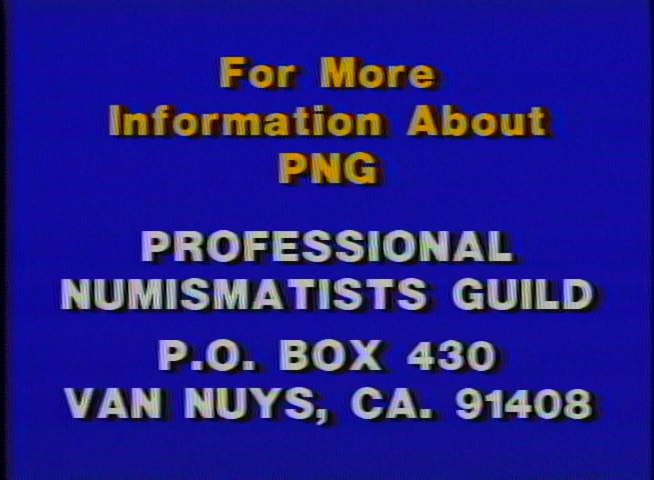 For More
Information About
PNG
PROFESSIONAL
NUMISMATISTS GUILD
P.O. BOX 430
VAN NUYS, CA. 91408